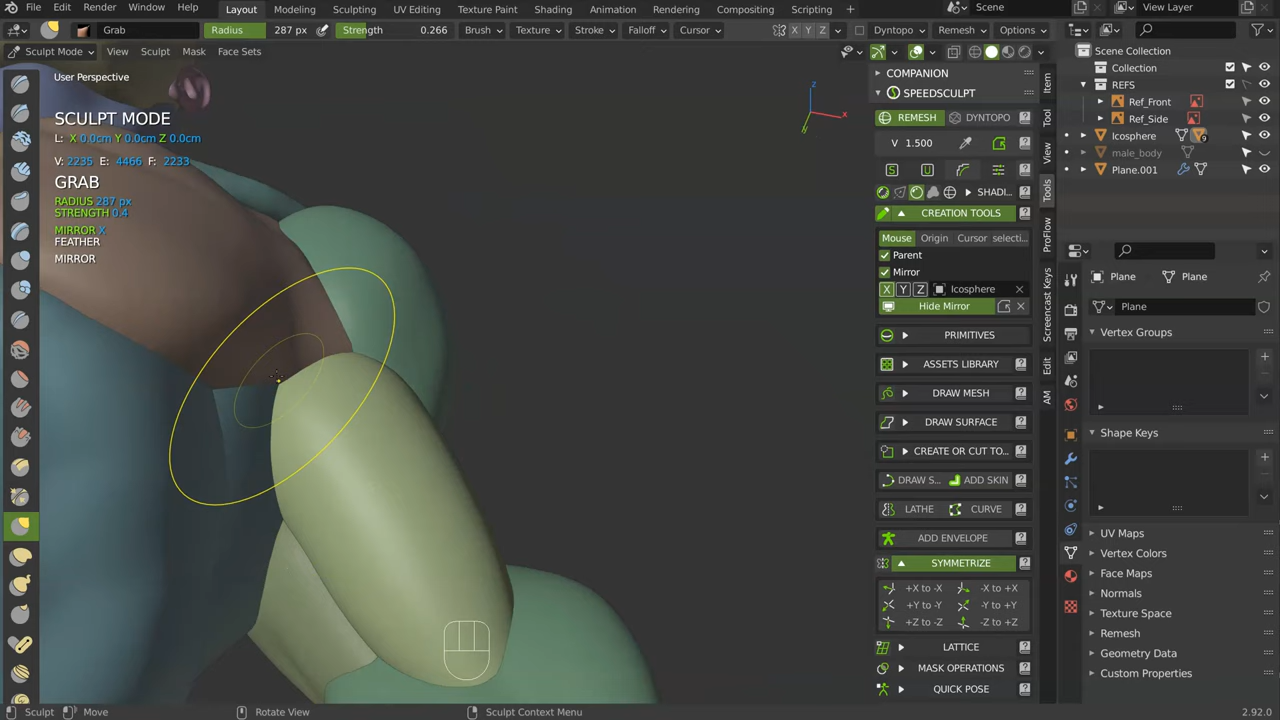 File Edit Render Window Help Layout Modeling Sculpting UV Editing Texture Paint Shading Animation Rendering Compositing Scripting + Scene View Layer
Grab Radius 287 px Strength 0.266 Brush Texture Stroke Falloff Cursor X Y Z Dyntopo Remesh Options
Sculpt Mode View Sculpt Mask Face Sets
User Perspective
SCULPT MODE
L: X 0.0cm Y 0.0cm Z 0.0cm
V: 2235 E: 4466 F: 2233
GRAB
RADIUS 287 px
STRENGTH 0.4
MIRROR X
FEATHER
MIRROR
Z
X
Y
COMPANION
SPEEDSCULPT
REMESH DYNTOPO
V 1.500
S U
SHADI...
CREATION TOOLS
Mouse Origin Cursor selecti...
Parent
Mirror
X Y Z Icosphere
Hide Mirror
PRIMITIVES
ASSETS LIBRARY
DRAW MESH
DRAW SURFACE
CREATE OR CUT TO...
DRAW S... ADD SKIN
LATHE CURVE
ADD ENVELOPE
SYMMETRIZE
+X to -X -X to +X
+Y to -Y -Y to +Y
+Z to -Z -Z to +Z
LATTICE
MASK OPERATIONS
QUICK POSE
Item
Tool
View
Tools
ProFlow
Screencast Keys
Edit
AM
Scene Collection
Collection
REFS
Ref_Front
Ref_Side
Icosphere 9
male_body
Plane.001
Plane Plane
Plane
Vertex Groups
Shape Keys
UV Maps
Vertex Colors
Face Maps
Normals
Texture Space
Remesh
Geometry Data
Custom Properties
Sculpt Move Rotate View Sculpt Context Menu 2.92.0